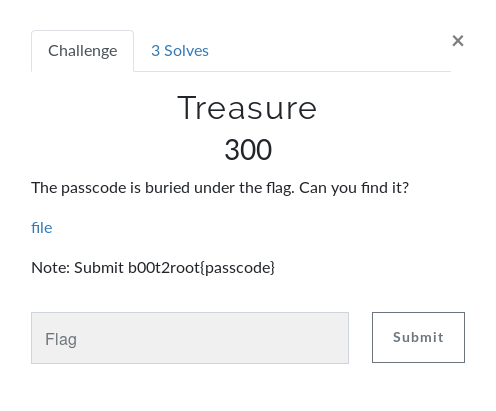 Challenge 3 Solves ×
Treasure
300
The passcode is buried under the flag. Can you find it?
file
Note: Submit b00t2root{passcode}
Flag Submit